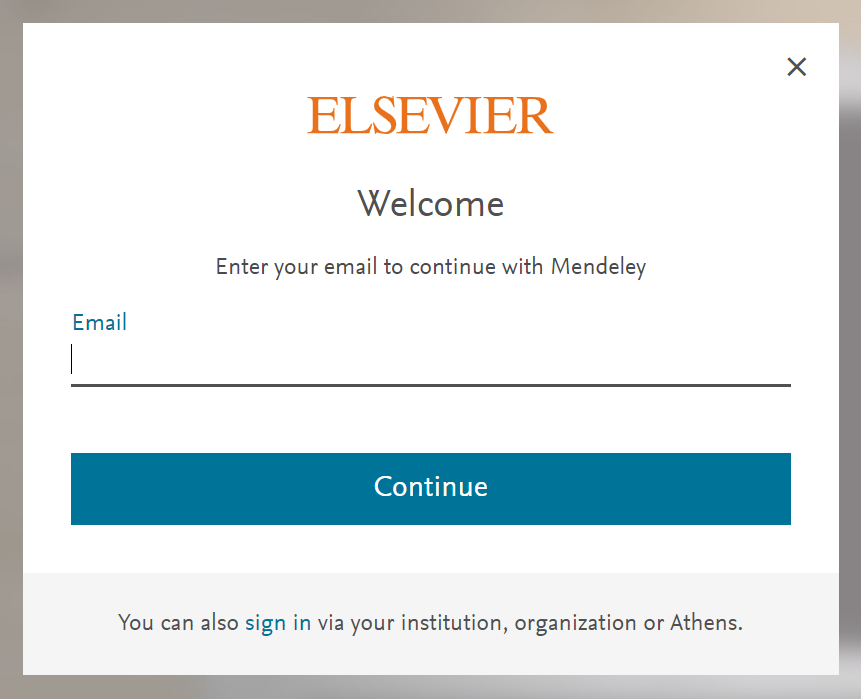 ELSEVIER
Welcome
Enter your email to continue with Mendeley
Email
Continue
You can also sign in via your institution, organization or Athens.